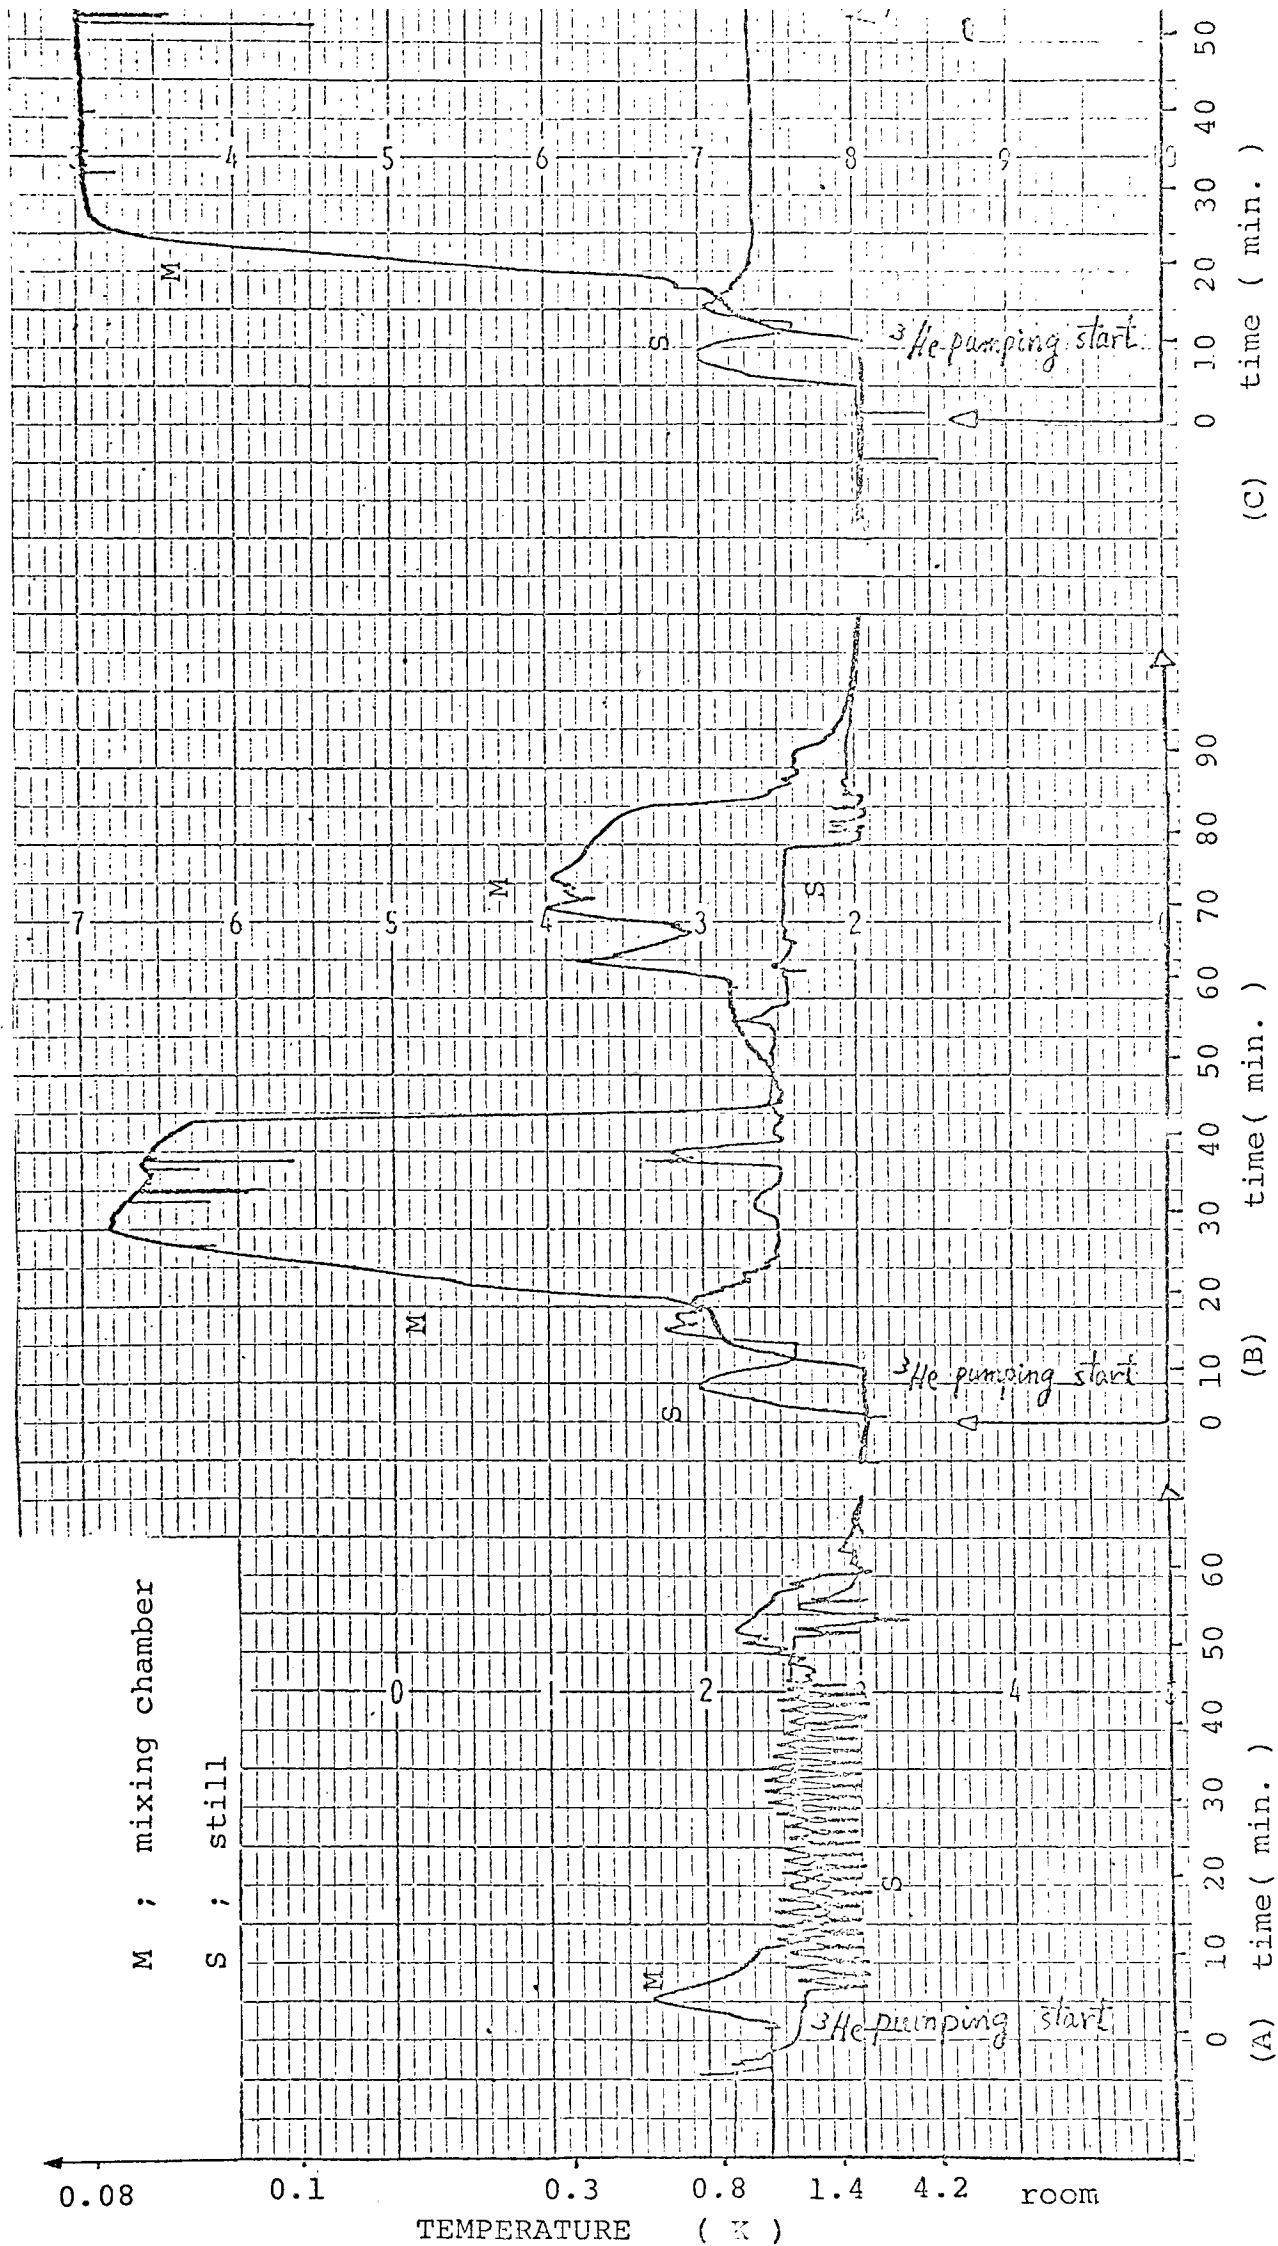 M ; mixing chamber
S ; still
0.08 0.1 0.3 0.8 1.4 4.2 room
TEMPERATURE ( K )
0 1 2 3 4
M
S
³He pumping start
0 10 20 30 40 50 60
(A) time( min. )
7 6 5 4 3 2
M
S
M
S
³He pumping start
0 10 20 30 40 50 60 70 80 90
(B) time( min. )
4 5 6 7 8 9
M
S
³He pumping start
0 10 20 30 40 50
(C) time ( min. )